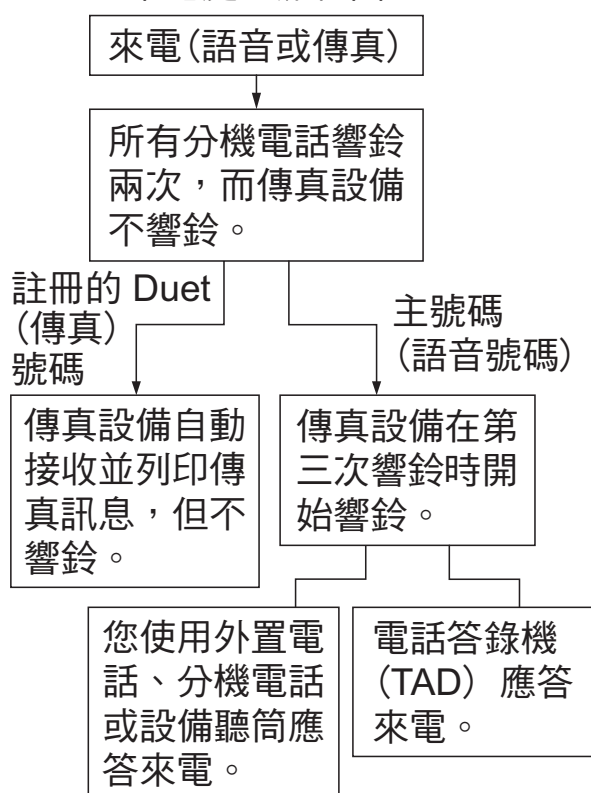 來電(語音或傳真)
所有分機電話響鈴
兩次，而傳真設備
不響鈴。
註冊的 Duet
(傳真)
號碼
主號碼
(語音號碼)
傳真設備自動
接收並列印傳
真訊息，但不
響鈴。
傳真設備在第
三次響鈴時開
始響鈴。
您使用外置電
話、分機電話
或設備聽筒應
答來電。
電話答錄機
(TAD) 應答
來電。